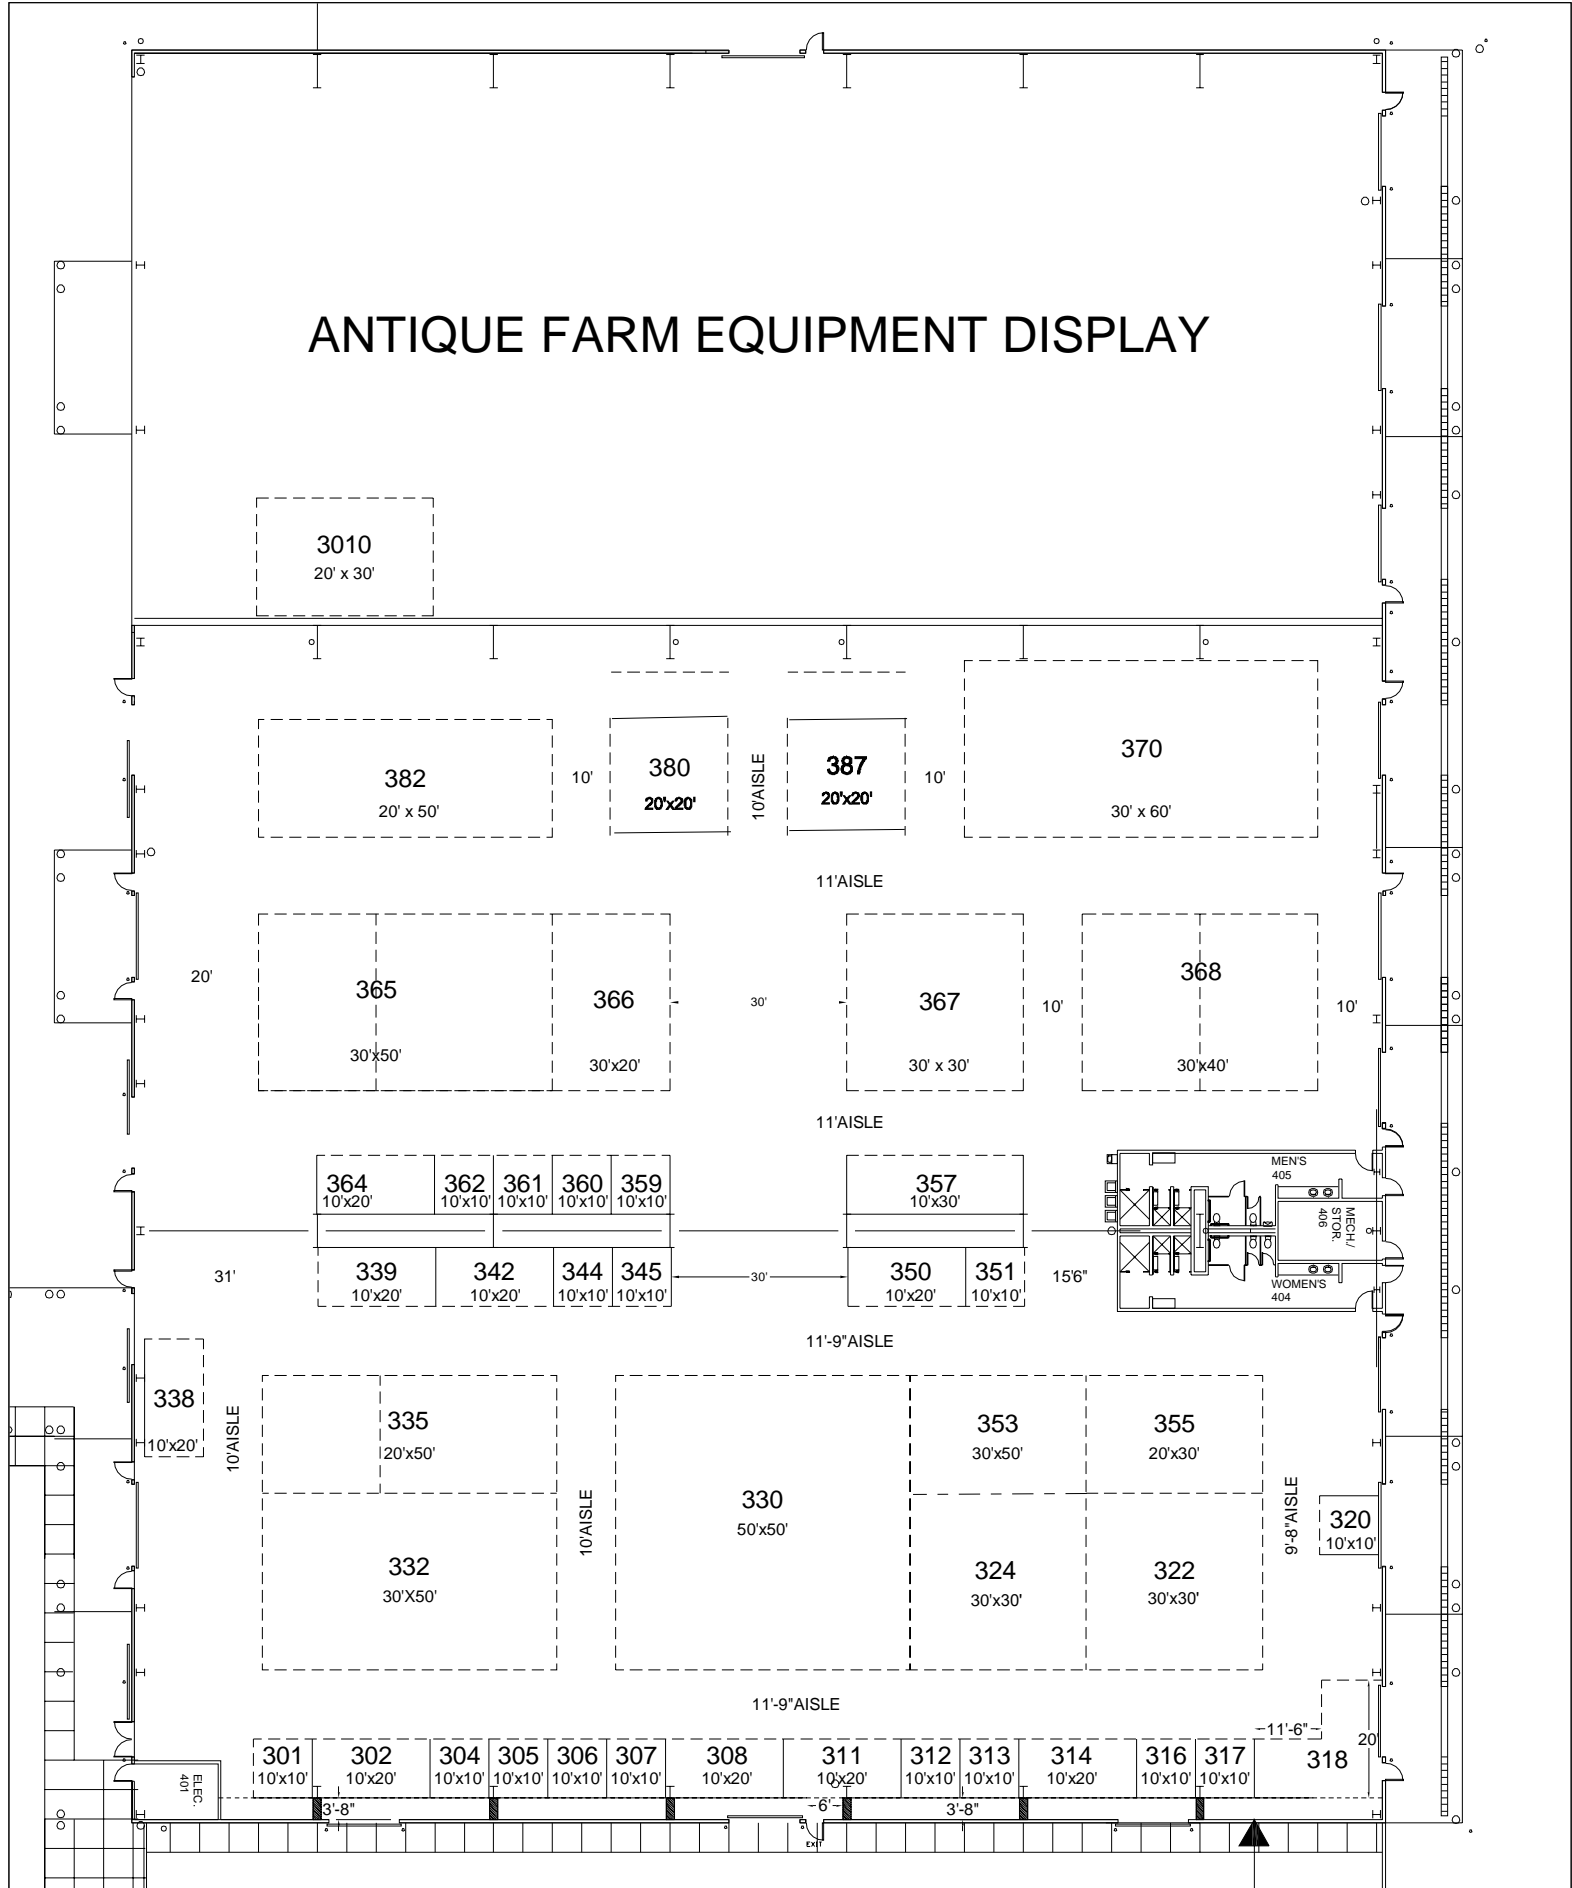 ANTIQUE FARM EQUIPMENT DISPLAY
3010
20' x 30'
382
20' x 50'
10'
380
20'x20'
10'AISLE
387
20'x20'
10'
370
30' x 60'
11'AISLE
20'
365
30'x50'
366
30'x20'
30'
367
30' x 30'
10'
368
30'x40'
10'
11'AISLE
364
10'x20'
362
10'x10'
361
10'x10'
360
10'x10'
359
10'x10'
357
10'x30'
MEN'S
405
MECH./
STOR.
406
WOMEN'S
404
31'
339
10'x20'
342
10'x20'
344
10'x10'
345
10'x10'
30'
350
10'x20'
351
10'x10'
15'6"
11'-9"AISLE
338
10'x20'
10'AISLE
335
20'x50'
332
30'X50'
10'AISLE
330
50'x50'
353
30'x50'
355
20'x30'
324
30'x30'
322
30'x30'
9'-8"AISLE
320
10'x10'
11'-9"AISLE
ELEC.
401
301
10'x10'
302
10'x20'
304
10'x10'
305
10'x10'
306
10'x10'
307
10'x10'
308
10'x20'
311
10'x20'
312
10'x10'
313
10'x10'
314
10'x20'
316
10'x10'
317
10'x10'
11'-6"
20'
318
3'-8"
6'
3'-8"
EXIT